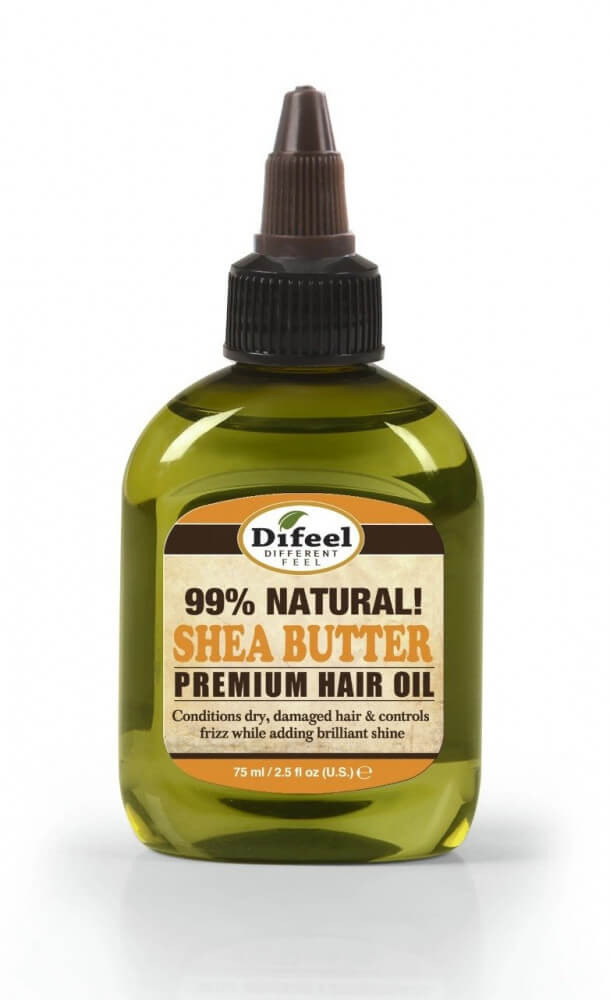 Difeel
DIFFERENT
FEEL
99% NATURAL!
SHEA BUTTER
PREMIUM HAIR OIL
Conditions dry, damaged hair & controls
frizz while adding brilliant shine
75 ml / 2.5 fl oz (U.S.) ℮